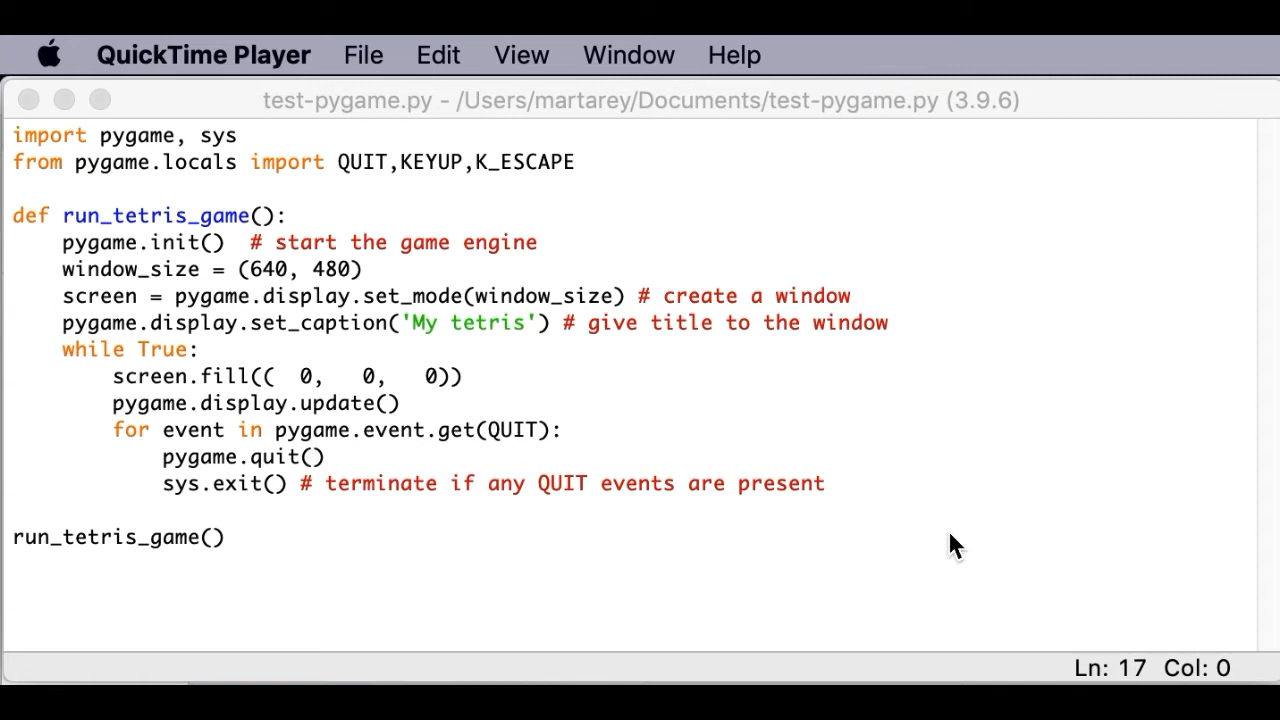 QuickTime Player File Edit View Window Help
test-pygame.py - /Users/martarey/Documents/test-pygame.py (3.9.6)
import pygame, sys
from pygame.locals import QUIT,KEYUP,K_ESCAPE
def run_tetris_game():
    pygame.init()  # start the game engine
    window_size = (640, 480)
    screen = pygame.display.set_mode(window_size) # create a window
    pygame.display.set_caption('My tetris') # give title to the window
    while True:
        screen.fill((  0,   0,   0))
        pygame.display.update()
        for event in pygame.event.get(QUIT):
            pygame.quit()
            sys.exit() # terminate if any QUIT events are present
run_tetris_game()
Ln: 17 Col: 0